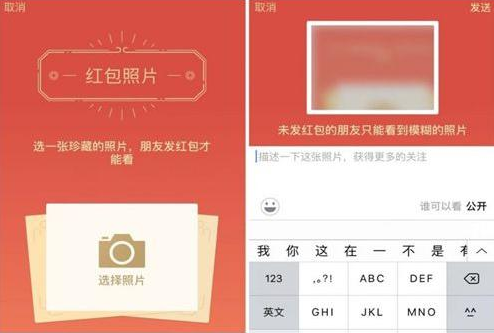 取消
红包照片
选一张珍藏的照片，朋友发红包才
能看
选择照片
取消
发送
未发红包的朋友只能看到模糊的照片
描述一下这张照片，获得更多的关注
谁可以看 公开
我 你 这 在 一 不 是
123 ,。?! ABC DEF
英文 GHI JKL MNO ^^